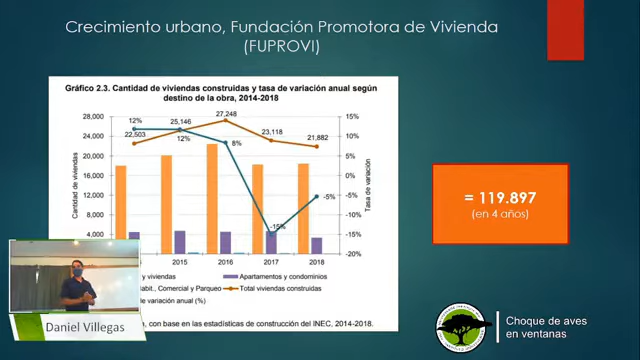 Crecimiento urbano, Fundación Promotora de Vivienda
(FUPROVI)
Gráfico 2.3. Cantidad de viviendas construidas y tasa de variación anual según
destino de la obra, 2014-2018
28,000
24,000
20,000
16,000
12,000
8,000
4,000
Cantidad de viviendas
12%
22,503
25,146
12%
27,248
8%
23,118
-15%
21,882
-5%
15%
10%
5%
0%
-5%
-10%
-15%
-20%
Tasa de variación
2015
2016
2017
2018
y viviendas
Apartamentos y condominios
Habit., Comercial y Parqueo
Total viviendas construidas
de variación anual (%)
con base en las estadísticas de construcción del INEC, 2014-2018.
= 119.897
(en 4 años)
Daniel Villegas
Choque de aves
en ventanas